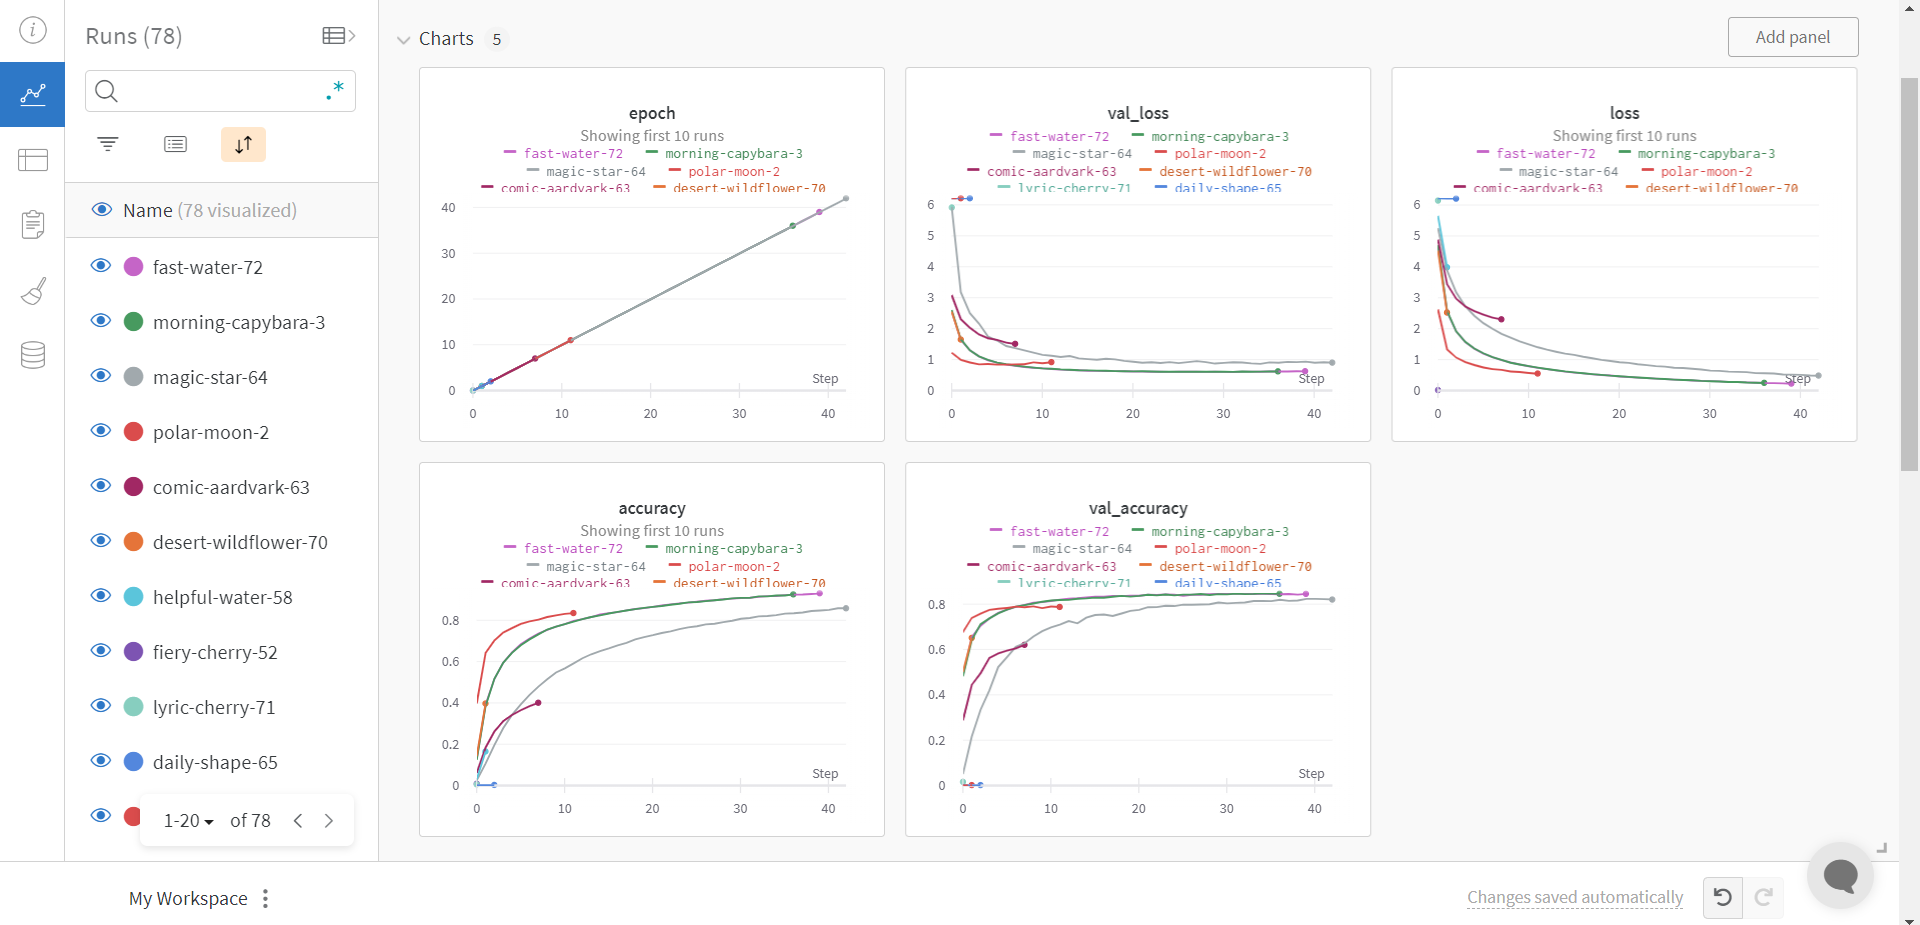 Runs (78)
.*
Name (78 visualized)
fast-water-72
morning-capybara-3
magic-star-64
polar-moon-2
comic-aardvark-63
desert-wildflower-70
helpful-water-58
fiery-cherry-52
lyric-cherry-71
daily-shape-65
1-20 of 78
Charts 5
Add panel
epoch
Showing first 10 runs
fast-water-72 morning-capybara-3
magic-star-64 polar-moon-2
comic-aardvark-63 desert-wildflower-70
40
30
20
10
0
Step
0 10 20 30 40
val_loss
fast-water-72 morning-capybara-3
magic-star-64 polar-moon-2
comic-aardvark-63 desert-wildflower-70
lyric-cherry-71 daily-shape-65
6
5
4
3
2
1
0
Step
0 10 20 30 40
loss
Showing first 10 runs
fast-water-72 morning-capybara-3
magic-star-64 polar-moon-2
comic-aardvark-63 desert-wildflower-70
6
5
4
3
2
1
0
Step
0 10 20 30 40
accuracy
Showing first 10 runs
fast-water-72 morning-capybara-3
magic-star-64 polar-moon-2
comic-aardvark-63 desert-wildflower-70
0.8
0.6
0.4
0.2
0
Step
0 10 20 30 40
val_accuracy
fast-water-72 morning-capybara-3
magic-star-64 polar-moon-2
comic-aardvark-63 desert-wildflower-70
lyric-cherry-71 daily-shape-65
0.8
0.6
0.4
0.2
0
Step
0 10 20 30 40
My Workspace
Changes saved automatically